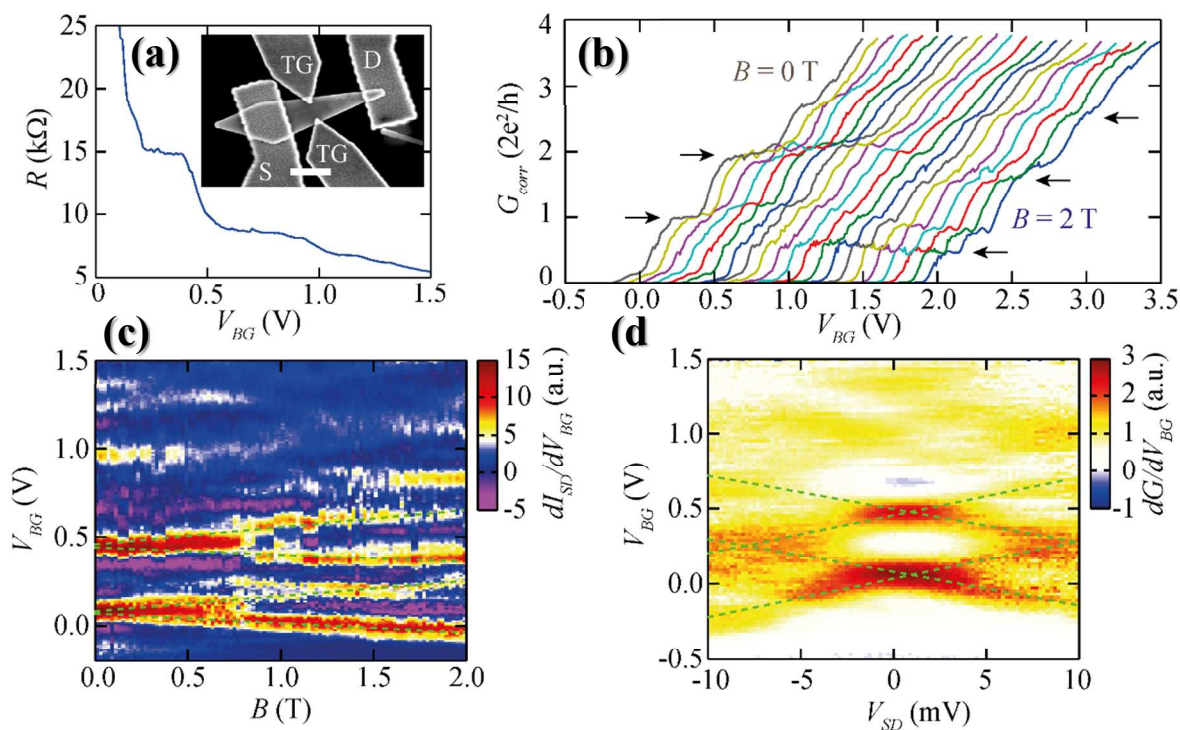 (a)
R (kΩ)
25
20
15
10
5
0
0.5
1.0
1.5
V_BG (V)
TG
D
S
TG
(b)
G_corr (2e²/h)
4
3
2
1
0
-0.5
0.0
0.5
1.0
1.5
2.0
2.5
3.0
3.5
V_BG (V)
B = 0 T
B = 2 T
(c)
V_BG (V)
1.5
1.0
0.5
0.0
0.0
0.5
1.0
1.5
2.0
B (T)
15
10
5
0
-5
dI_SD/dV_BG (a.u.)
(d)
V_BG (V)
1.5
1.0
0.5
0.0
-0.5
-10
-5
0
5
10
V_SD (mV)
3
2
1
0
-1
dG/dV_BG (a.u.)